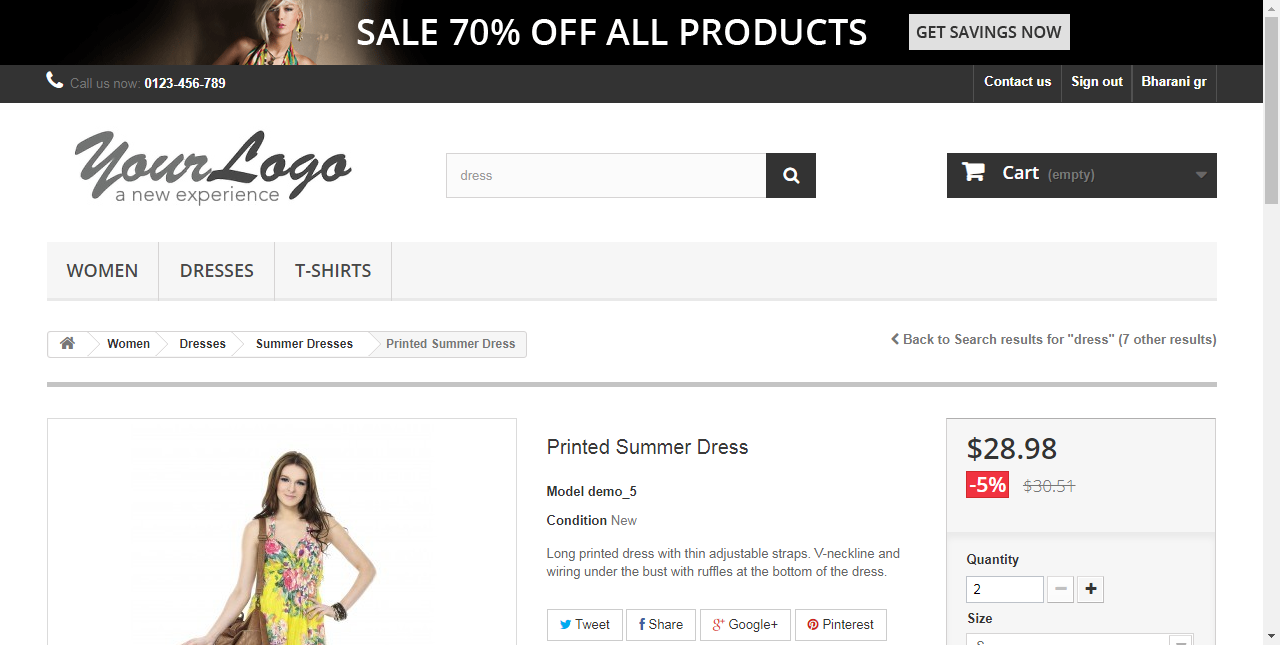 SALE 70% OFF ALL PRODUCTS GET SAVINGS NOW
Call us now: 0123-456-789 Contact us Sign out Bharani gr
YourLogo
a new experience
dress
Cart (empty)
WOMEN DRESSES T-SHIRTS
Women Dresses Summer Dresses Printed Summer Dress
Back to Search results for "dress" (7 other results)
Printed Summer Dress
Model demo_5
Condition New
Long printed dress with thin adjustable straps. V-neckline and
wiring under the bust with ruffles at the bottom of the dress.
Tweet Share Google+ Pinterest
$28.98
-5% $30.51
Quantity
2
Size
S